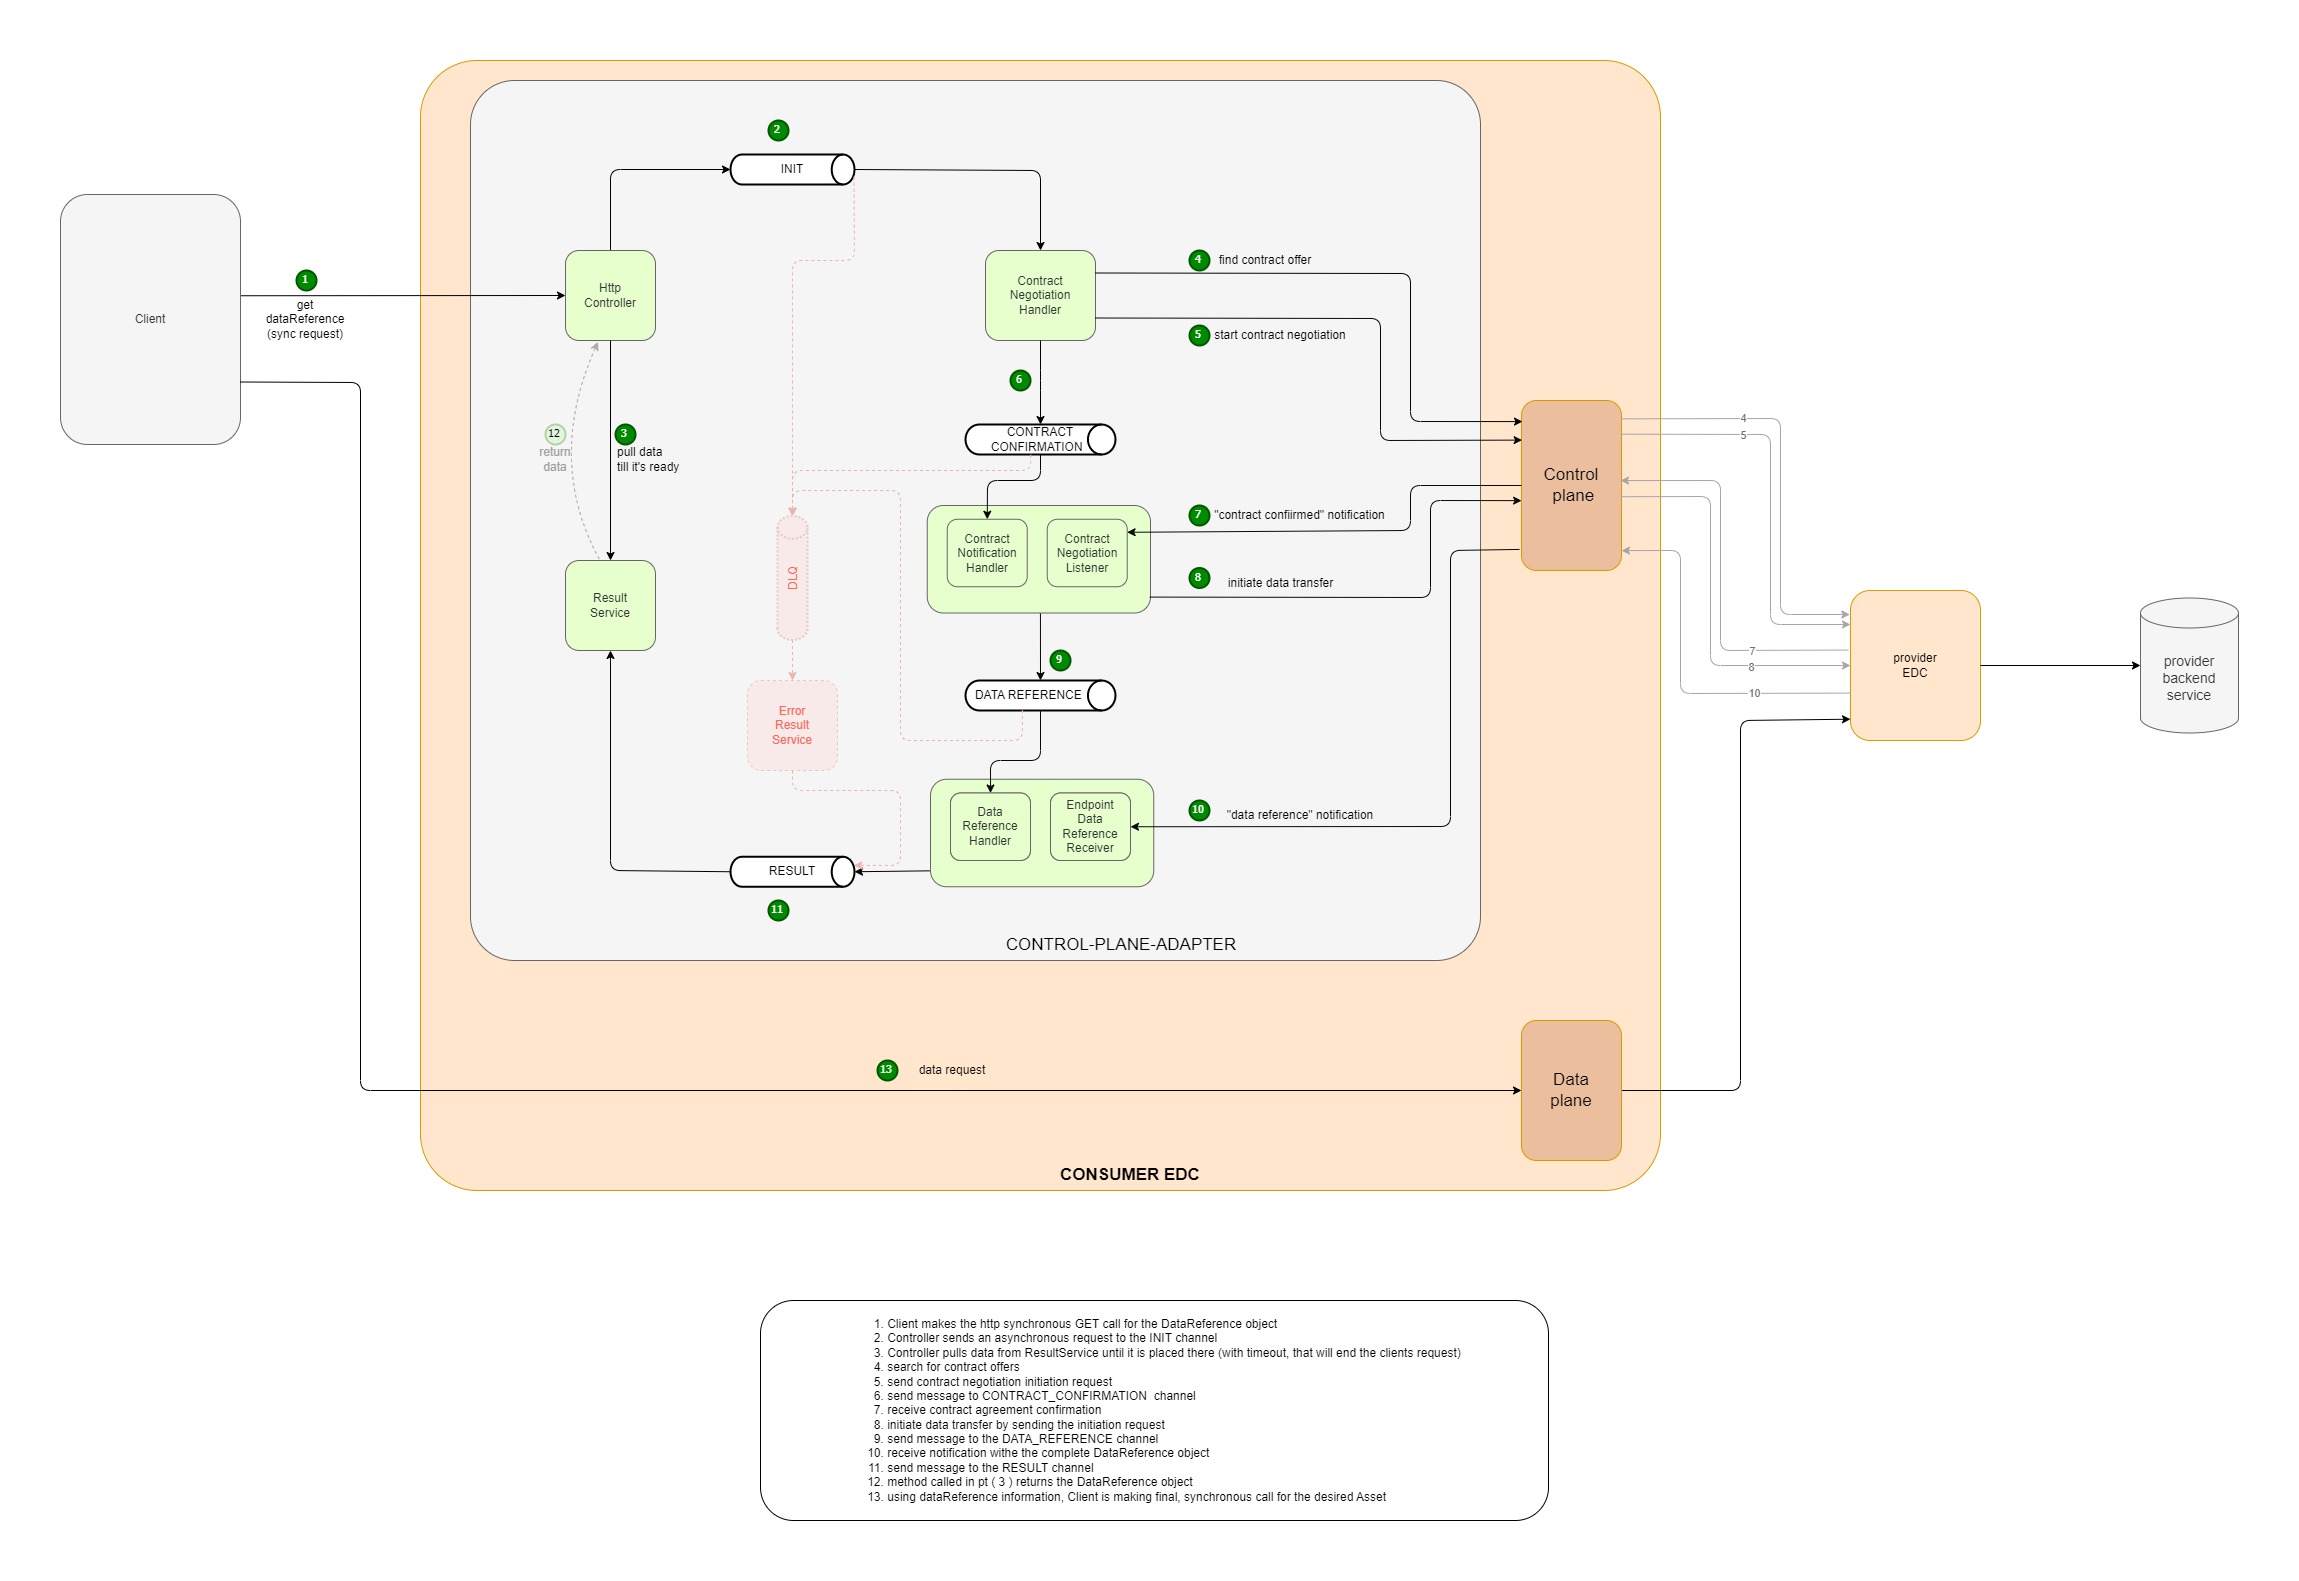 2
INIT
1
get
dataReference
(sync request)
Client
Http
Controller
Contract
Negotiation
Handler
4
find contract offer
5
start contract negotiation
6
12
return
data
3
pull data
till it's ready
CONTRACT
CONFIRMATION
Control
plane
4
5
7
"contract confiirmed" notification
Contract
Notification
Handler
Contract
Negotiation
Listener
8
initiate data transfer
DLQ
Result
Service
9
DATA REFERENCE
Error
Result
Service
7
8
10
provider
EDC
provider
backend
service
10
"data reference" notification
Data
Reference
Handler
Endpoint
Data
Reference
Receiver
RESULT
11
CONTROL-PLANE-ADAPTER
13
data request
Data
plane
CONSUMER EDC
1. Client makes the http synchronous GET call for the DataReference object
2. Controller sends an asynchronous request to the INIT channel
3. Controller pulls data from ResultService until it is placed there (with timeout, that will end the clients request)
4. search for contract offers
5. send contract negotiation initiation request
6. send message to CONTRACT_CONFIRMATION  channel
7. receive contract agreement confirmation
8. initiate data transfer by sending the initiation request
9. send message to the DATA_REFERENCE channel
10. receive notification withe the complete DataReference object
11. send message to the RESULT channel
12. method called in pt ( 3 ) returns the DataReference object
13. using dataReference information, Client is making final, synchronous call for the desired Asset